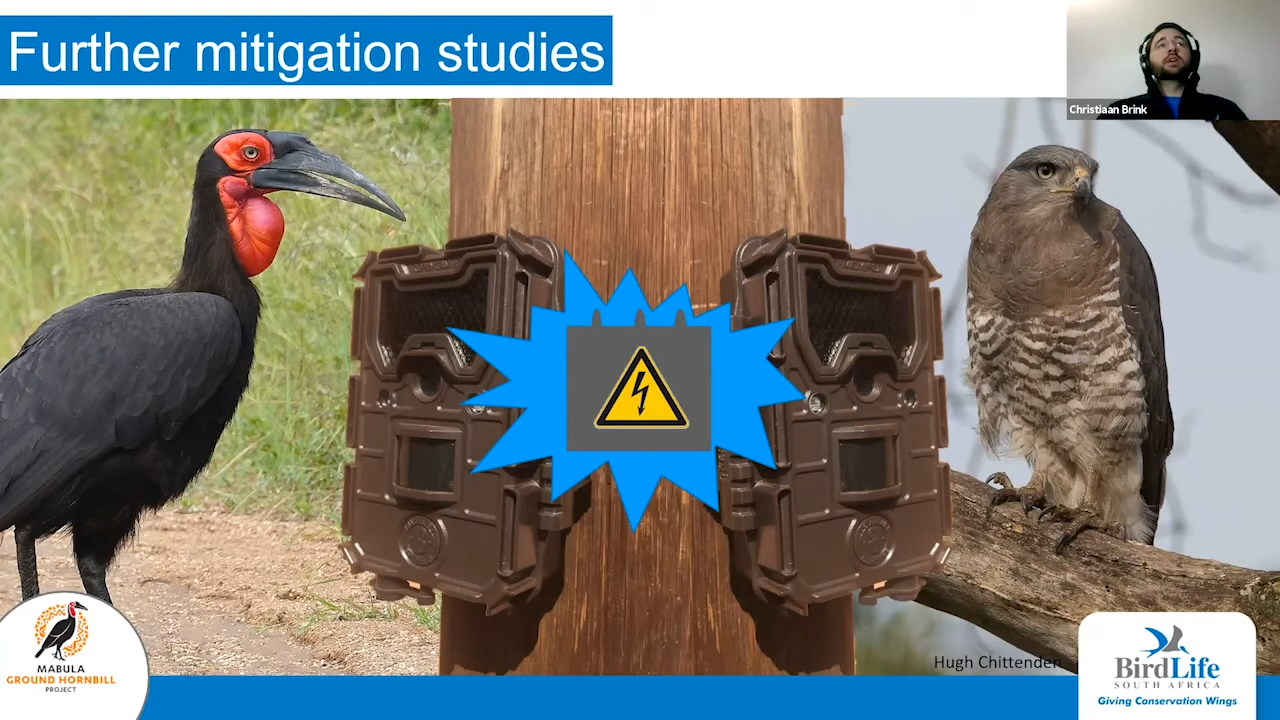 Further mitigation studies
Christiaan Brink
Hugh Chittenden
MABULA
GROUND HORNBILL
PROJECT
BirdLife
SOUTH AFRICA
Giving Conservation Wings